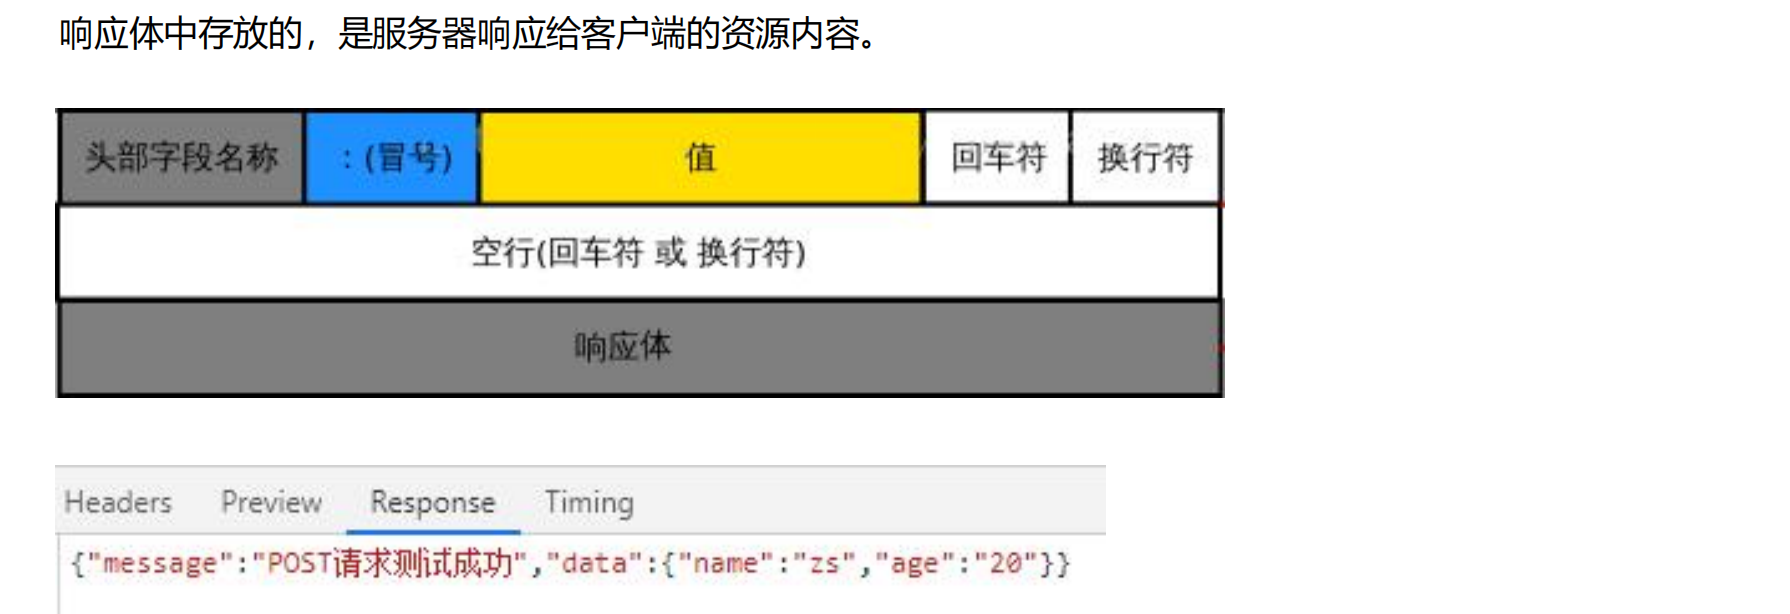 响应体中存放的，是服务器响应给客户端的资源内容。
头部字段名称 : (冒号) 值 回车符 换行符
空行(回车符 或 换行符)
响应体
Headers Preview Response Timing
{"message":"POST请求测试成功","data":{"name":"zs","age":"20"}}